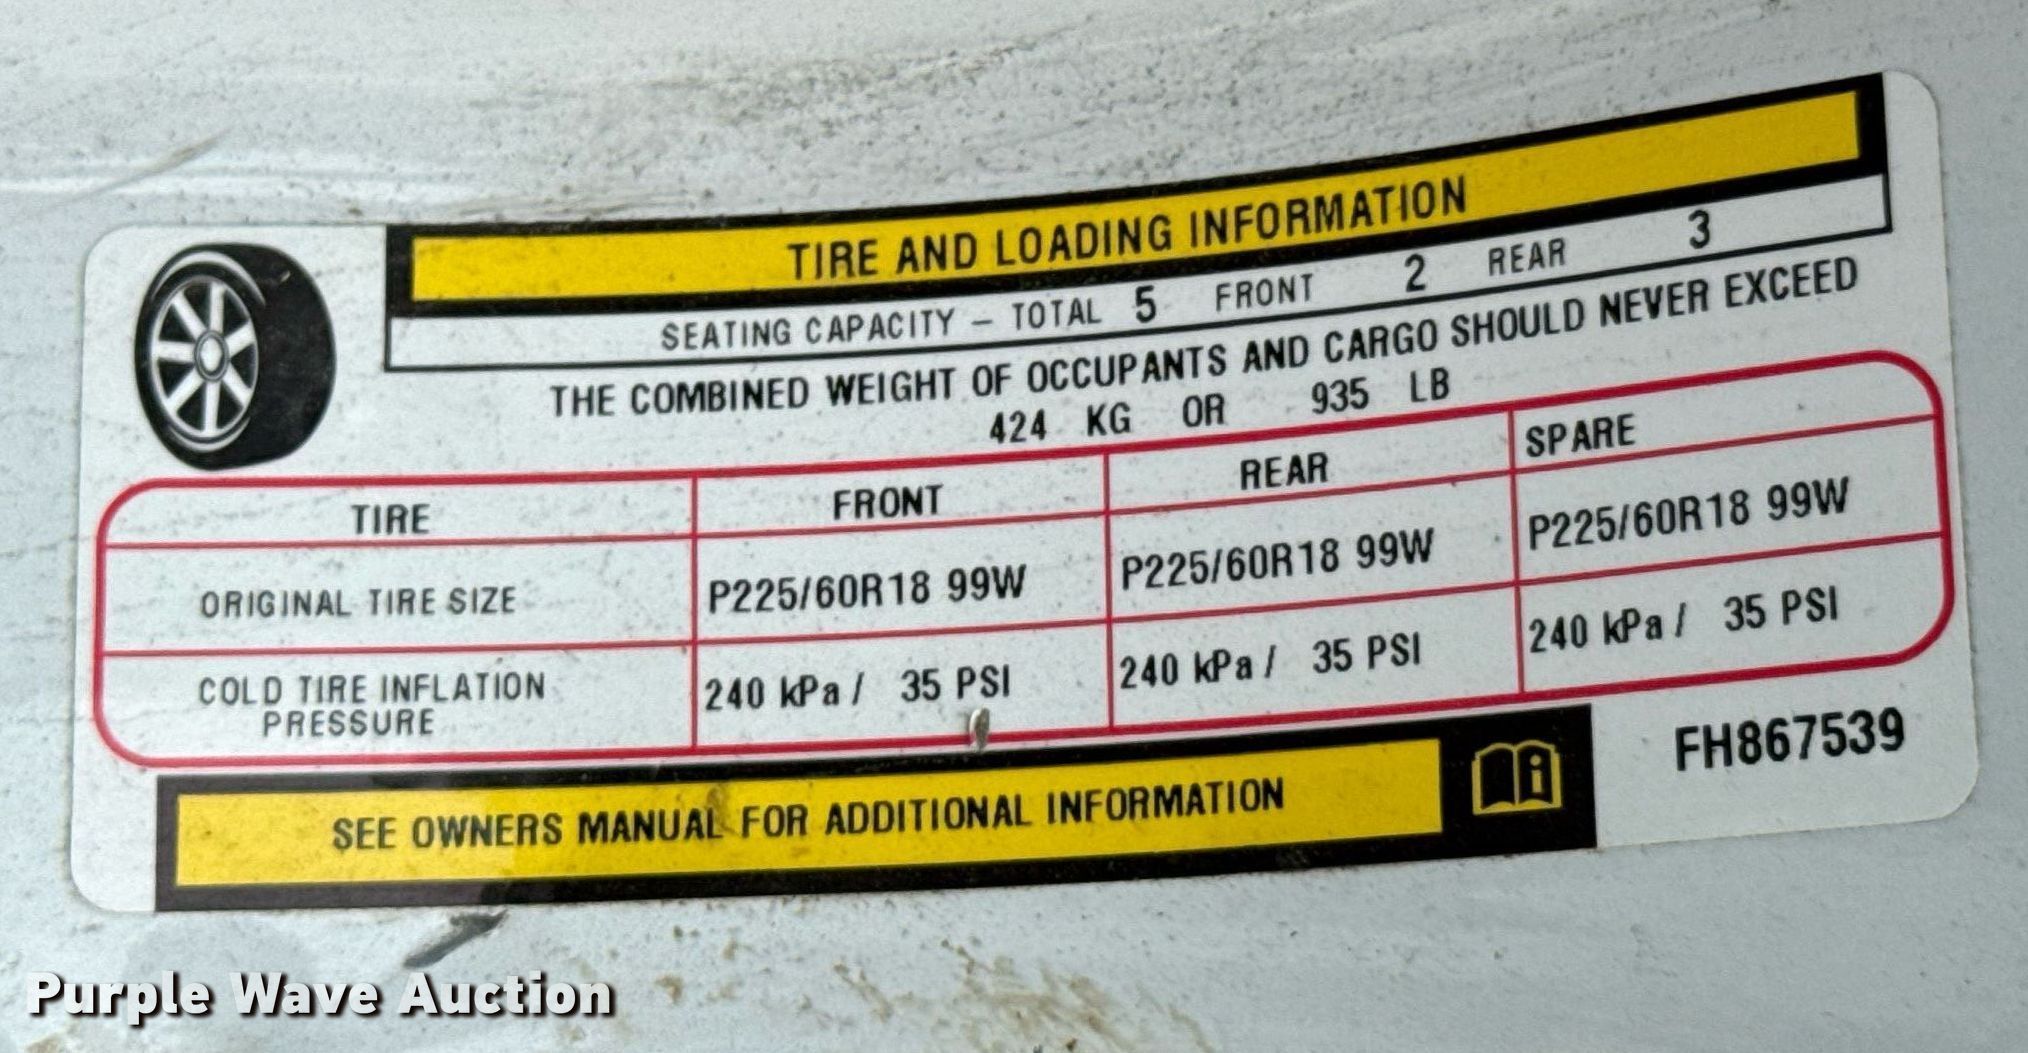 TIRE AND LOADING INFORMATION
SEATING CAPACITY – TOTAL 5 FRONT 2 REAR 3
THE COMBINED WEIGHT OF OCCUPANTS AND CARGO SHOULD NEVER EXCEED
424 KG OR 935 LB
TIRE FRONT REAR SPARE
ORIGINAL TIRE SIZE P225/60R18 99W P225/60R18 99W P225/60R18 99W
COLD TIRE INFLATION PRESSURE 240 kPa / 35 PSI 240 kPa / 35 PSI 240 kPa / 35 PSI
SEE OWNERS MANUAL FOR ADDITIONAL INFORMATION
FH867539
Purple Wave Auction